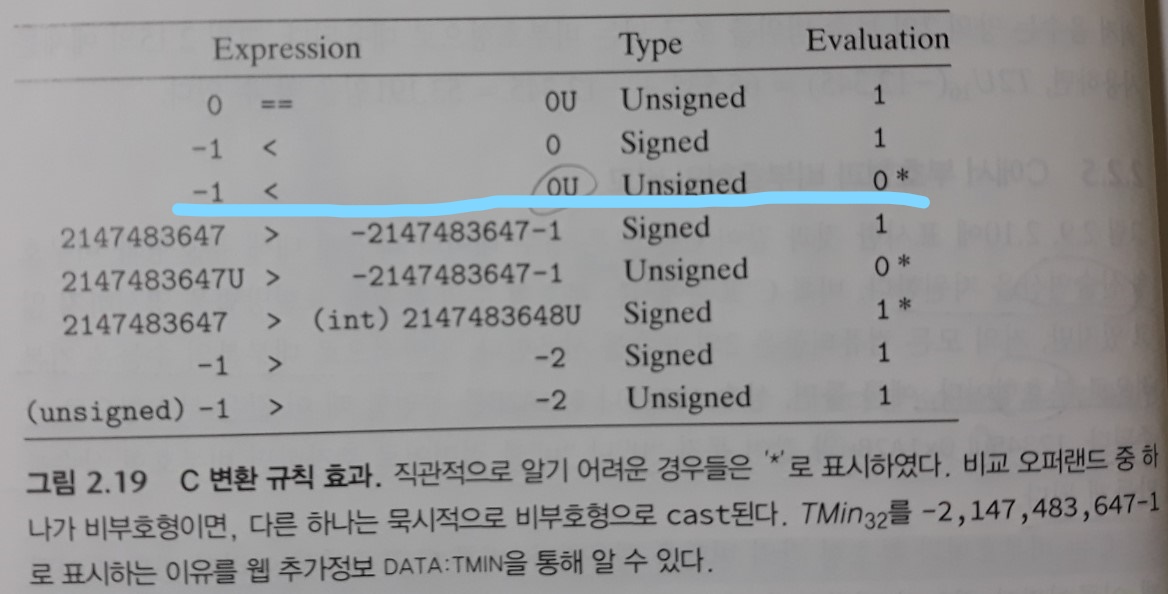 Expression Type Evaluation
0 == 0U Unsigned 1
-1 < 0 Signed 1
-1 < 0U Unsigned 0 *
2147483647 > -2147483647-1 Signed 1
2147483647U > -2147483647-1 Unsigned 0 *
2147483647 > (int) 2147483648U Signed 1 *
-1 > -2 Signed 1
(unsigned) -1 > -2 Unsigned 1
그림 2.19 C 변환 규칙 효과. 직관적으로 알기 어려운 경우들은 '*'로 표시하였다. 비교 오퍼랜드 중 하
나가 비부호형이면, 다른 하나는 묵시적으로 비부호형으로 cast된다. TMin32를 -2,147,483,647-1
로 표시하는 이유를 웹 추가정보 DATA:TMIN을 통해 알 수 있다.